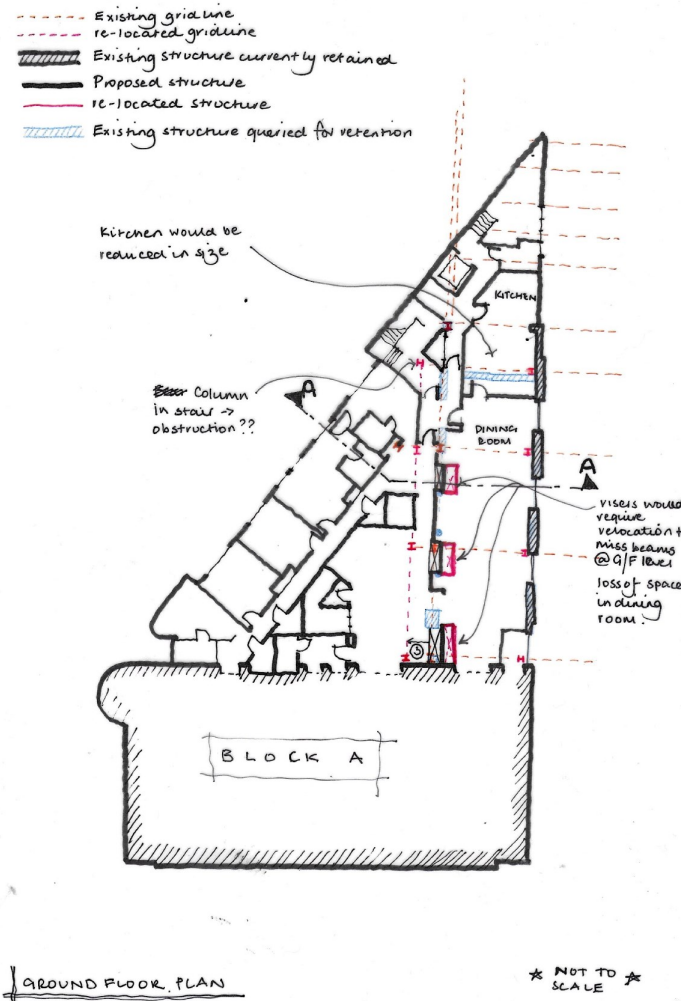 Existing gridline
re-located gridline
Existing structure currently retained
Proposed structure
re-located structure
Existing structure queried for retention
Kitchen would be
reduced in size
KITCHEN
Column
in stair →
obstruction??
A
DINING
ROOM
A
risers would
require
relocation to
miss beams
@ G/F level
loss of space
in dining
room.
BLOCK A
GROUND FLOOR PLAN
* NOT TO *
SCALE